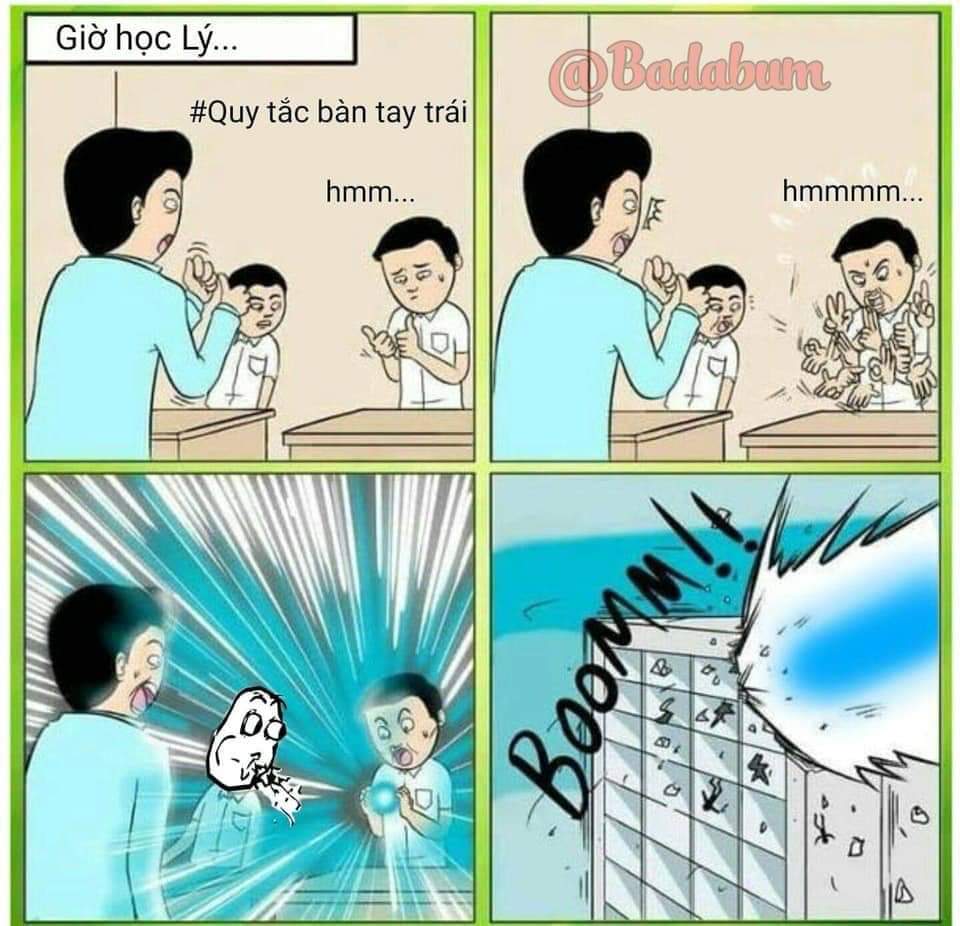 Giờ học Lý...
#Quy tắc bàn tay trái
hmm...
@Badabum
hmmmm...
BOOMM!!